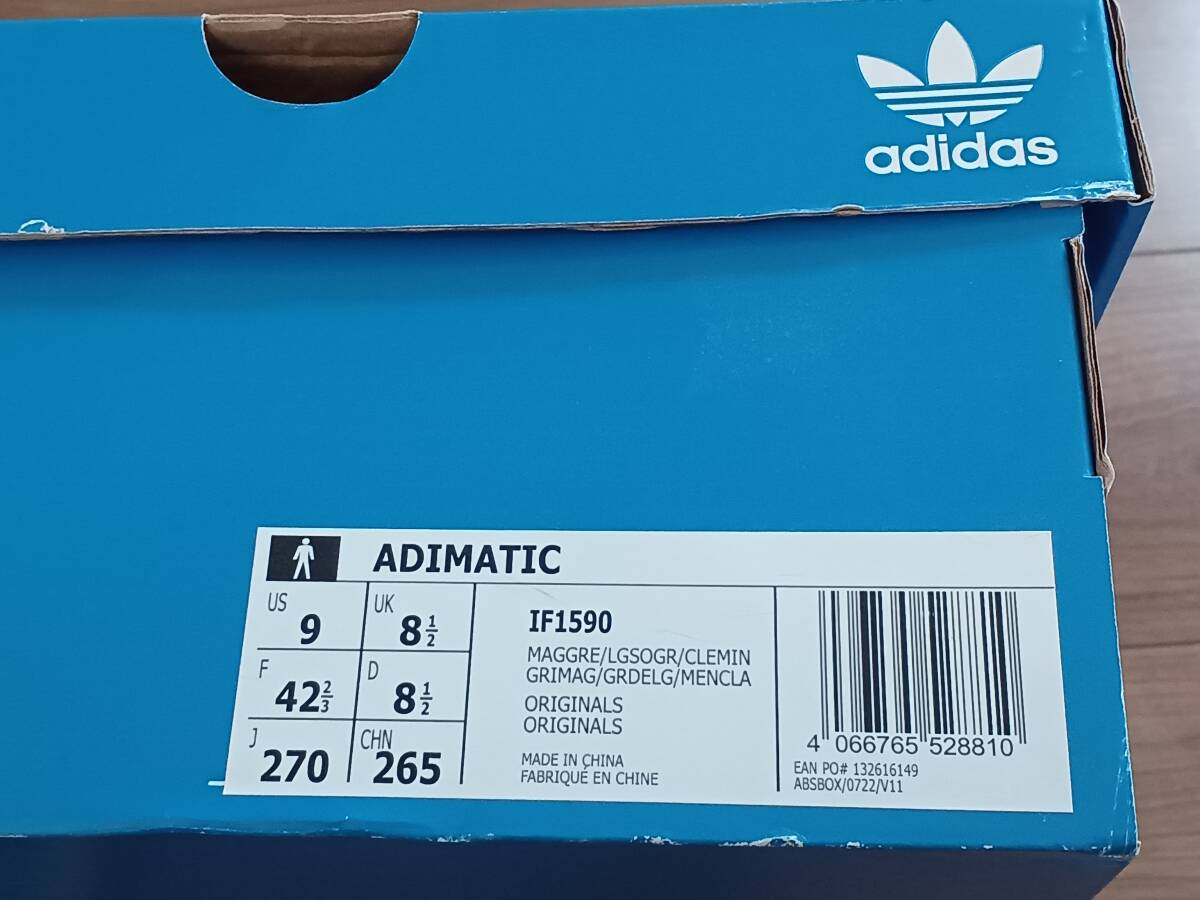 adidas
ADIMATIC
US 9 UK 8 1/2
F 42 2/3 D 8 1/2
J 270 CHN 265
IF1590
MAGGRE/LGSOGR/CLEMIN
GRIMAG/GRDELG/MENCLA
ORIGINALS
ORIGINALS
MADE IN CHINA
FABRIQUÉ EN CHINE
4 066765 528810
EAN PO# 132616149
ABSBOX/0722/V11